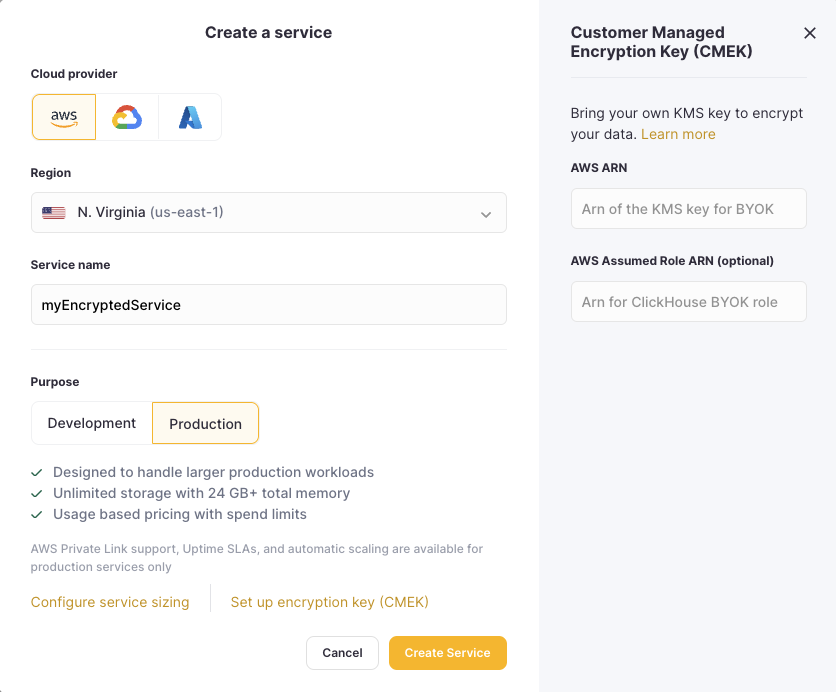 Create a service
Cloud provider
aws
Region
N. Virginia (us-east-1)
Service name
myEncryptedService
Purpose
Development
Production
Designed to handle larger production workloads
Unlimited storage with 24 GB+ total memory
Usage based pricing with spend limits
AWS Private Link support, Uptime SLAs, and automatic scaling are available for
production services only
Configure service sizing
Set up encryption key (CMEK)
Cancel
Create Service
Customer Managed
Encryption Key (CMEK)
Bring your own KMS key to encrypt
your data. Learn more
AWS ARN
Arn of the KMS key for BYOK
AWS Assumed Role ARN (optional)
Arn for ClickHouse BYOK role